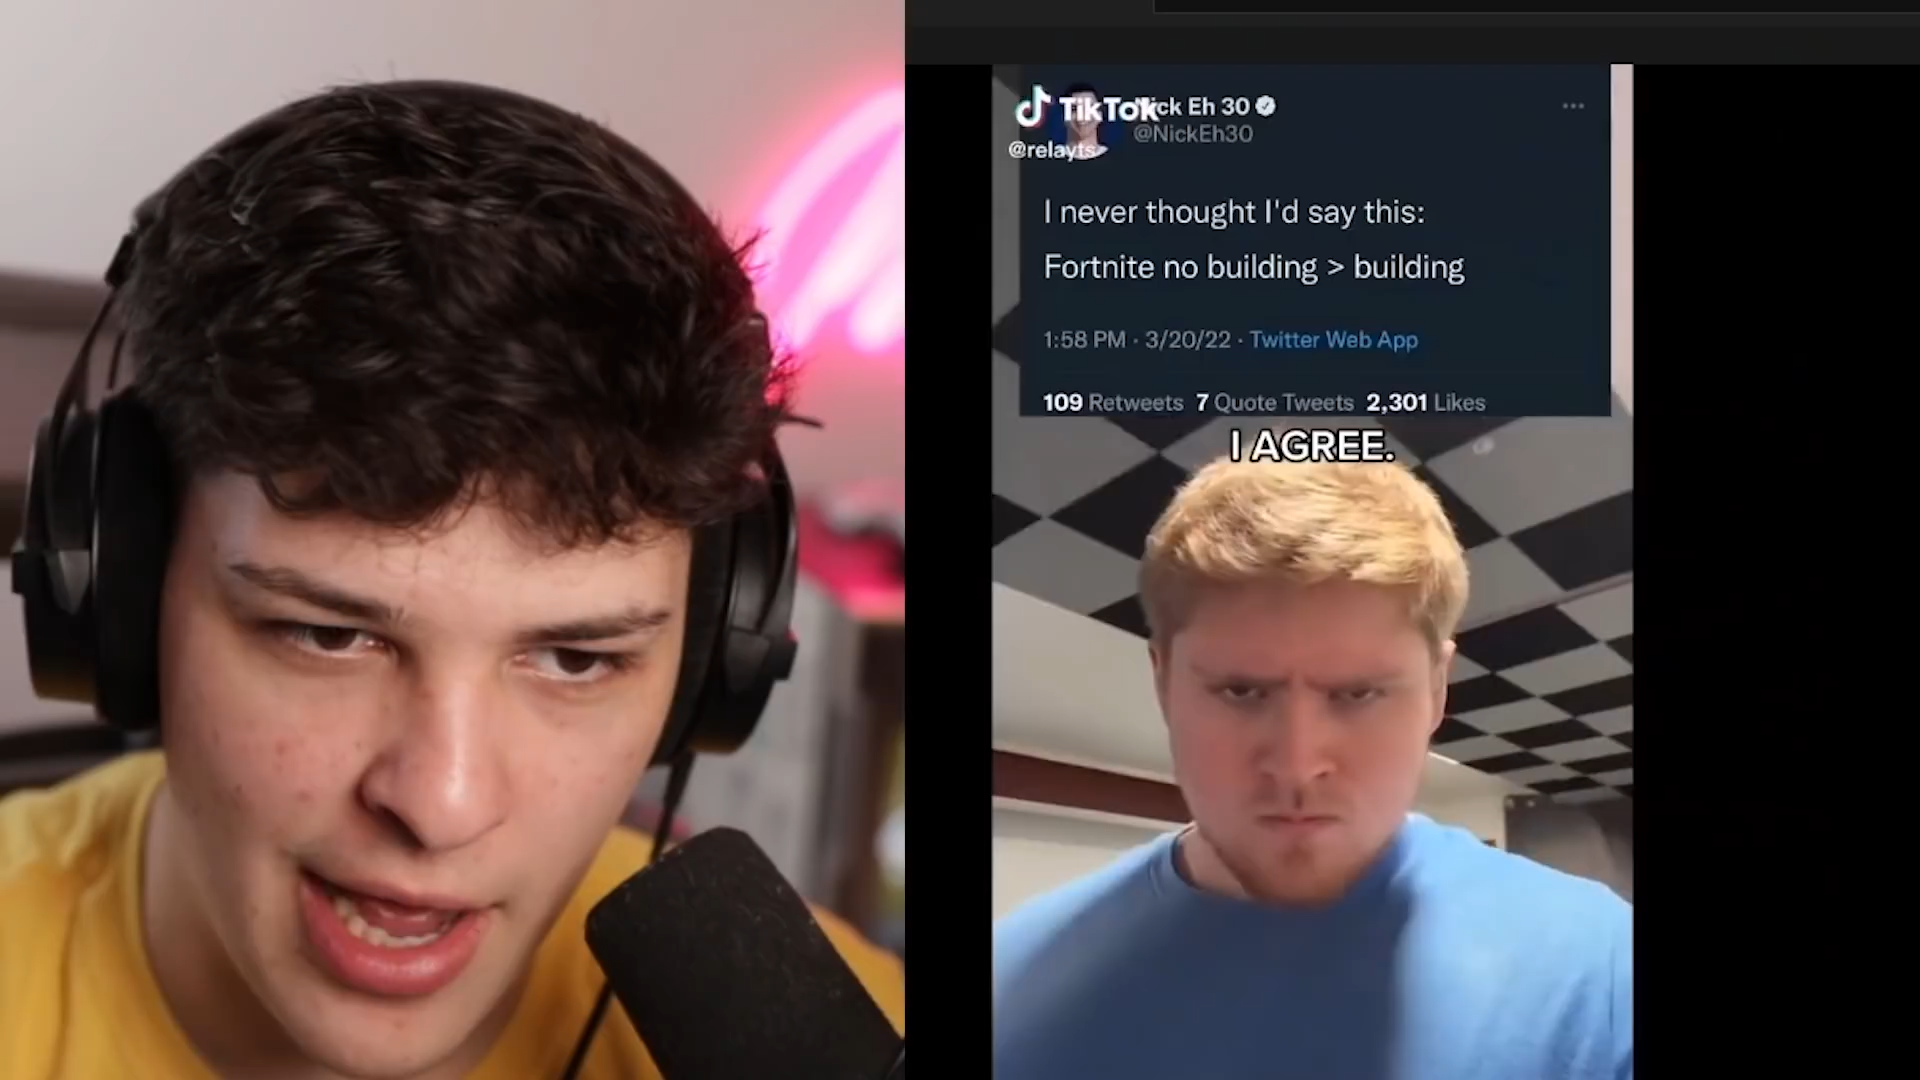 TikTok
@relayts
Nick Eh 30
@NickEh30
I never thought I'd say this:
Fortnite no building > building
1:58 PM · 3/20/22 · Twitter Web App
109 Retweets 7 Quote Tweets 2,301 Likes
I AGREE.